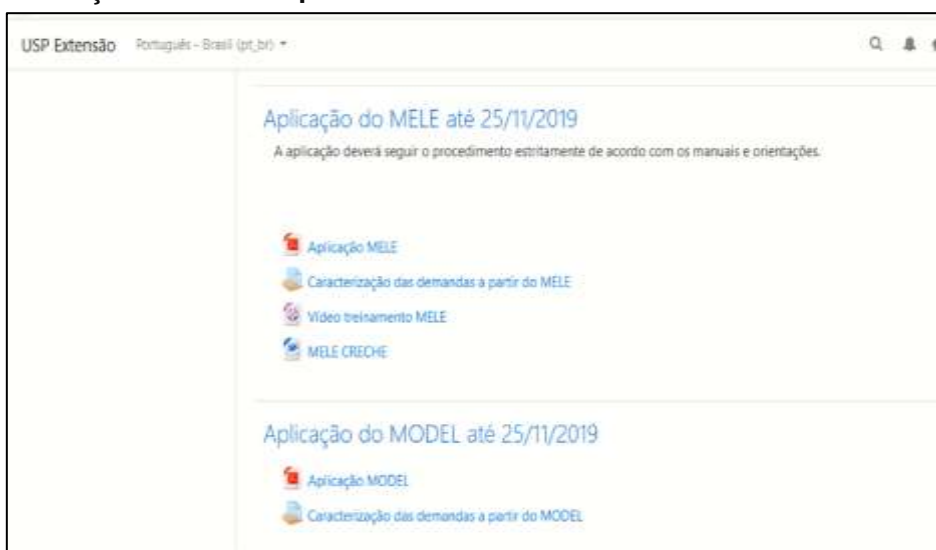 USP Extensão Português - Brasil (pt_br)
Aplicação do MELE até 25/11/2019
A aplicação deverá seguir o procedimento estritamente de acordo com os manuais e orientações.
Aplicação MELE
Caracterização das demandas a partir do MELE
Vídeo treinamento MELE
MELE CRECHE
Aplicação do MODEL até 25/11/2019
Aplicação MODEL
Caracterização das demandas a partir do MODEL